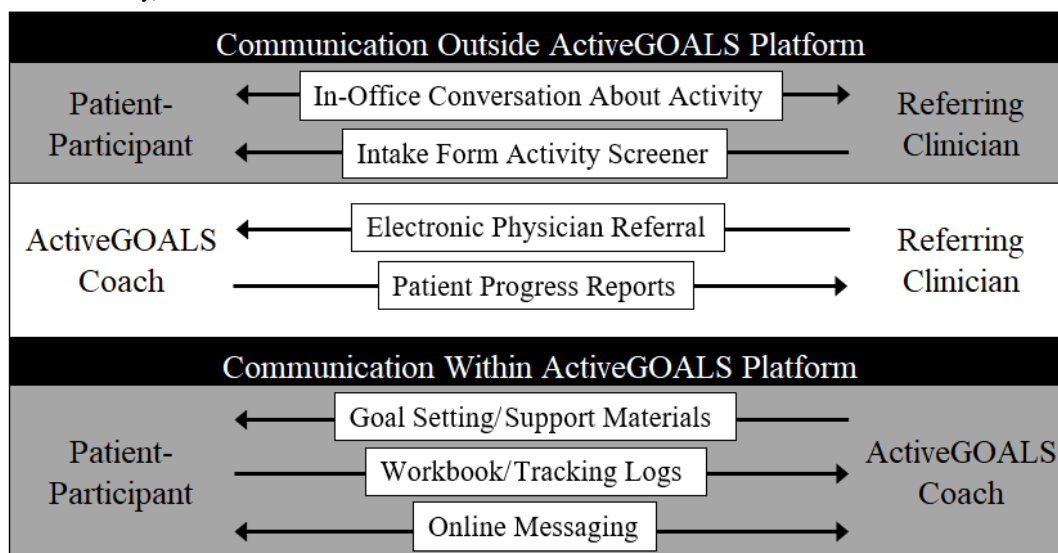 Communication Outside ActiveGOALS Platform
Patient-
Participant
In-Office Conversation About Activity
Intake Form Activity Screener
Referring
Clinician
ActiveGOALS
Coach
Electronic Physician Referral
Patient Progress Reports
Referring
Clinician
Communication Within ActiveGOALS Platform
Patient-
Participant
Goal Setting/Support Materials
Workbook/Tracking Logs
Online Messaging
ActiveGOALS
Coach